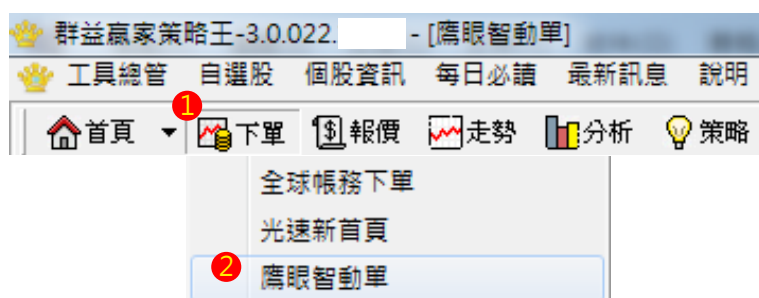 群益贏家策略王-3.0.022. - [鷹眼智動單]
工具總管 自選股 個股資訊 每日必讀 最新訊息 說明
1
首頁 下單 報價 走勢 分析 策略
全球帳務下單
光速新首頁
2 鷹眼智動單